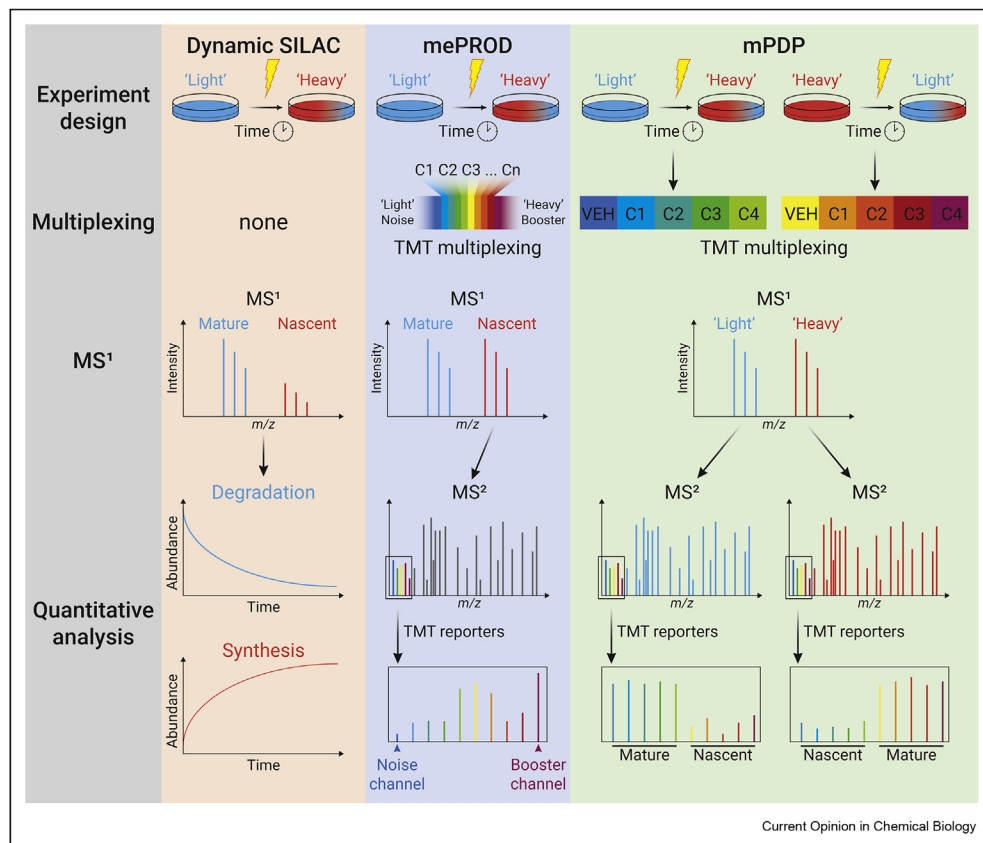 Dynamic SILAC
mePROD
mPDP
Experiment
design
'Light'
'Heavy'
Time
'Light'
'Heavy'
Time
'Light'
'Heavy'
Time
'Heavy'
'Light'
Time
Multiplexing
none
C1 C2 C3 ... Cn
'Light'
Noise
'Heavy'
Booster
TMT multiplexing
VEH C1 C2 C3 C4
VEH C1 C2 C3 C4
TMT multiplexing
MS¹
MS¹
Mature
Nascent
Intensity
m/z
MS¹
Mature
Nascent
Intensity
m/z
MS¹
'Light'
'Heavy'
Intensity
m/z
Quantitative
analysis
Degradation
Abundance
Time
Synthesis
Abundance
Time
MS²
m/z
TMT reporters
Noise
channel
Booster
channel
MS²
m/z
TMT reporters
Mature
Nascent
MS²
m/z
TMT reporters
Nascent
Mature
Current Opinion in Chemical Biology